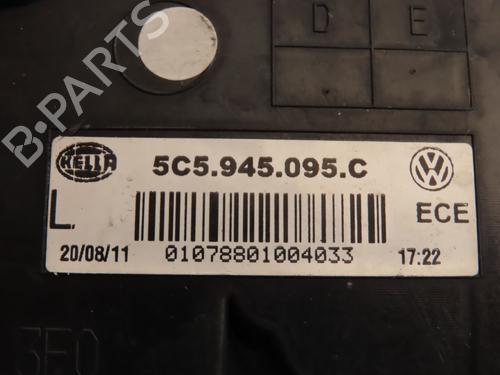 D E
B-PARTS
HELLA
5C5.945.095.C
L
ECE
20/08/11
01078801004033
17:22